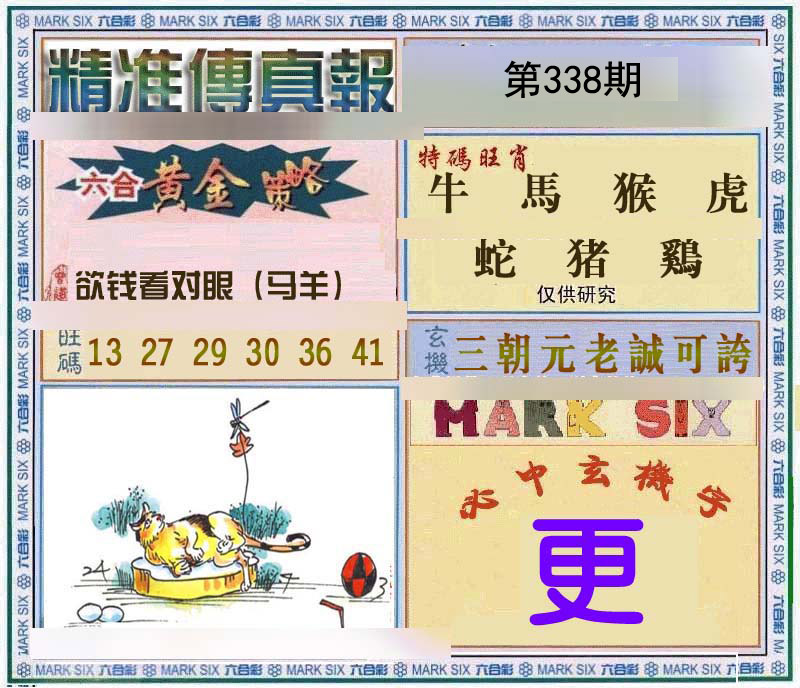 MARK SIX 六合彩 MARK SIX 六合彩 MARK SIX 六合彩 MARK SIX 六合彩 MARK SIX 六合彩 MARK SIX 六合彩
精准傳真報
第338期
六合黄金策略
欲钱看对眼（马羊）
旺碼
13 27 29 30 36 41
特碼旺肖
牛 馬 猴 虎
蛇 猪 鷄
仅供研究
玄機
三朝元老誠可誇
MARK SIX
必中玄機字
更
24
7
3
MARK SIX 六合彩 MARK SIX 六合彩 MARK SIX 六合彩 MARK SIX 六合彩 MARK SIX 六合彩 MARK SIX 六合彩